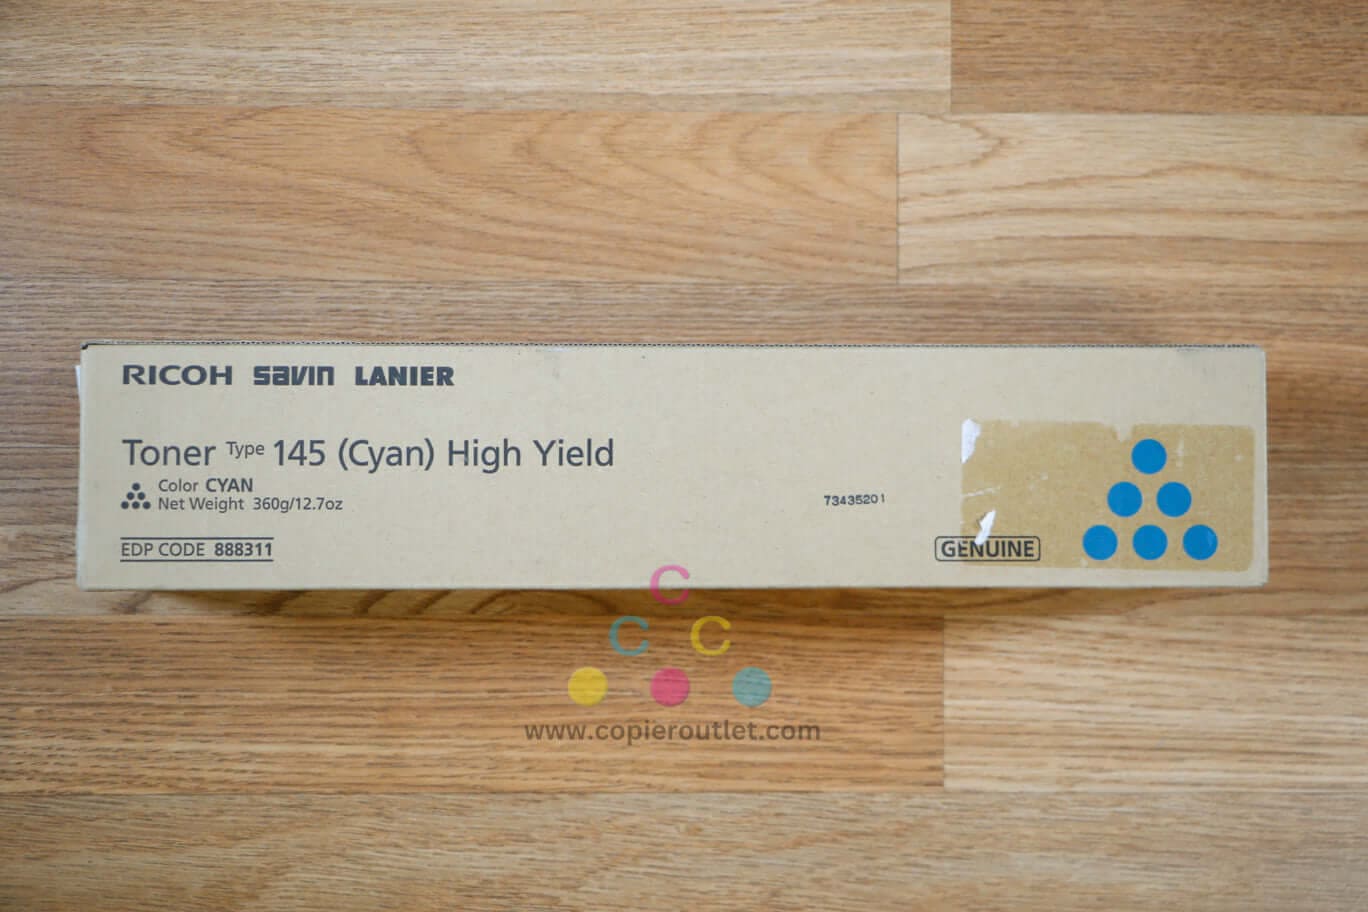 RICOH savin LANIER
Toner Type 145 (Cyan) High Yield
Color CYAN
Net Weight 360g/12.7oz
73435201
EDP CODE 888311
GENUINE
C
C C
www.copieroutlet.com